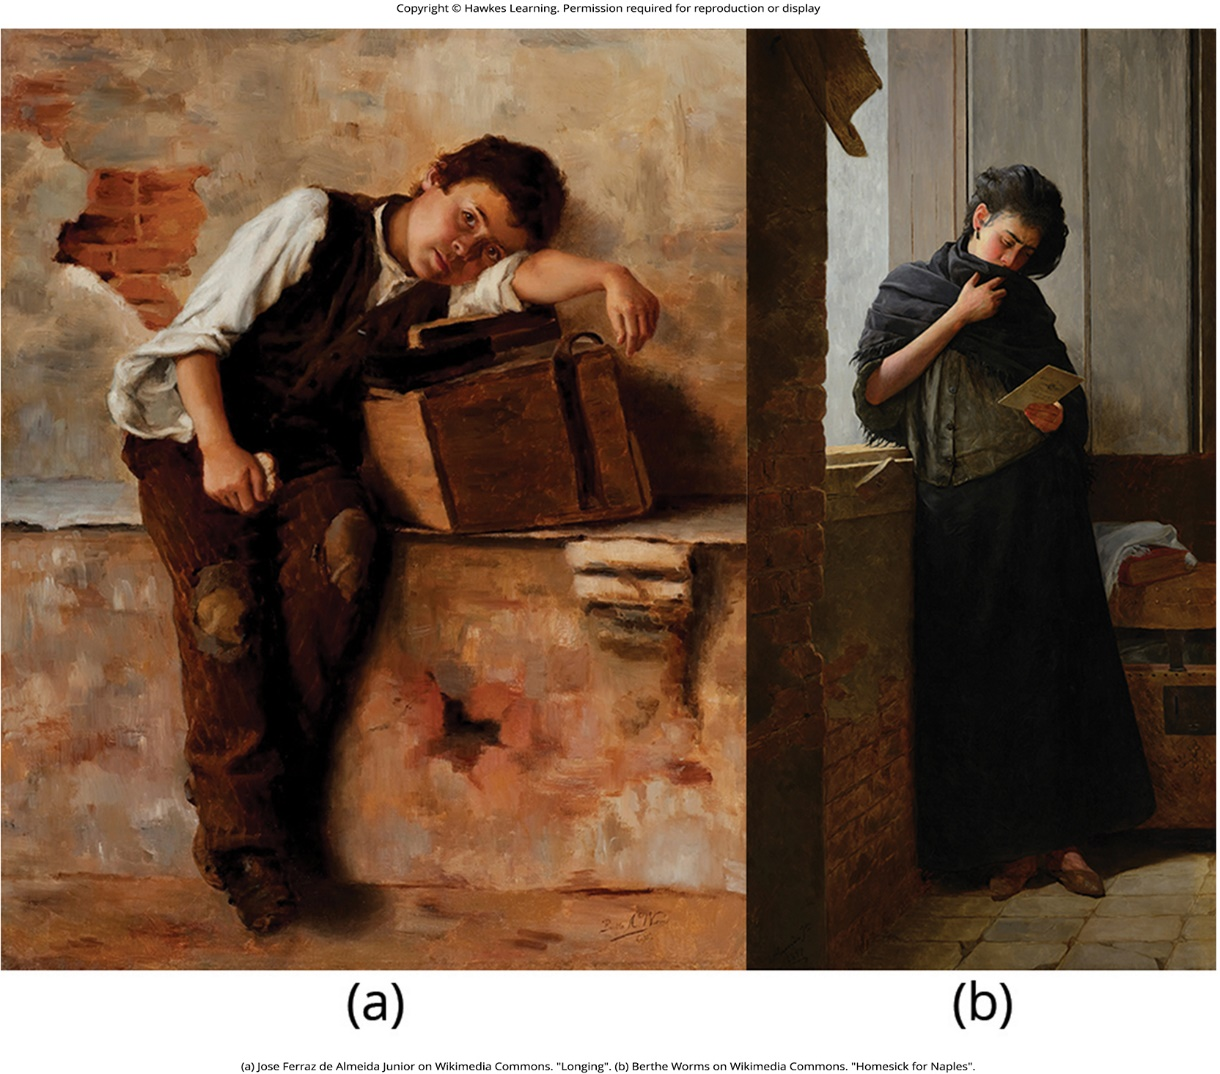 Copyright © Hawkes Learning. Permission required for reproduction or display
(a)
(b)
(a) Jose Ferraz de Almeida Junior on Wikimedia Commons. "Longing". (b) Berthe Worms on Wikimedia Commons. "Homesick for Naples".